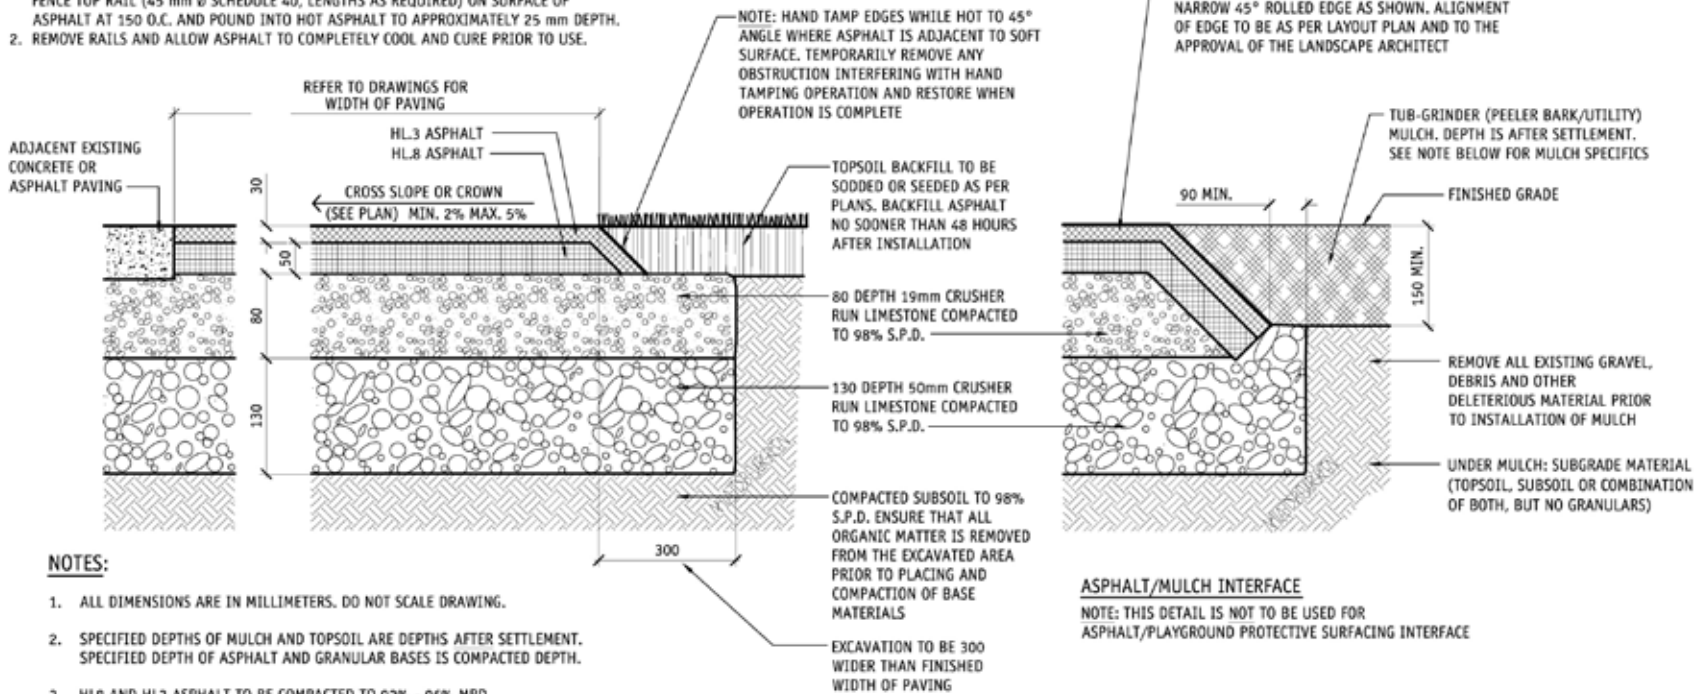 FENCE TOP RAIL (45 mm Ø SCHEDULE 40, LENGTHS AS REQUIRED) ON SURFACE OF
ASPHALT AT 150 O.C. AND POUND INTO HOT ASPHALT TO APPROXIMATELY 25 mm DEPTH.
2. REMOVE RAILS AND ALLOW ASPHALT TO COMPLETELY COOL AND CURE PRIOR TO USE.
NOTE: HAND TAMP EDGES WHILE HOT TO 45°
ANGLE WHERE ASPHALT IS ADJACENT TO SOFT
SURFACE. TEMPORARILY REMOVE ANY
OBSTRUCTION INTERFERING WITH HAND
TAMPING OPERATION AND RESTORE WHEN
OPERATION IS COMPLETE
NARROW 45° ROLLED EDGE AS SHOWN. ALIGNMENT
OF EDGE TO BE AS PER LAYOUT PLAN AND TO THE
APPROVAL OF THE LANDSCAPE ARCHITECT
REFER TO DRAWINGS FOR
WIDTH OF PAVING
HL.3 ASPHALT
HL.8 ASPHALT
ADJACENT EXISTING
CONCRETE OR
ASPHALT PAVING
30
CROSS SLOPE OR CROWN
(SEE PLAN) MIN. 2% MAX. 5%
50
80
130
TOPSOIL BACKFILL TO BE
SODDED OR SEEDED AS PER
PLANS. BACKFILL ASPHALT
NO SOONER THAN 48 HOURS
AFTER INSTALLATION
80 DEPTH 19mm CRUSHER
RUN LIMESTONE COMPACTED
TO 98% S.P.D.
130 DEPTH 50mm CRUSHER
RUN LIMESTONE COMPACTED
TO 98% S.P.D.
COMPACTED SUBSOIL TO 98%
S.P.D. ENSURE THAT ALL
ORGANIC MATTER IS REMOVED
FROM THE EXCAVATED AREA
PRIOR TO PLACING AND
COMPACTION OF BASE
MATERIALS
300
EXCAVATION TO BE 300
WIDER THAN FINISHED
WIDTH OF PAVING
TUB-GRINDER (PEELER BARK/UTILITY)
MULCH. DEPTH IS AFTER SETTLEMENT.
SEE NOTE BELOW FOR MULCH SPECIFICS
90 MIN.
FINISHED GRADE
150 MIN.
REMOVE ALL EXISTING GRAVEL,
DEBRIS AND OTHER
DELETERIOUS MATERIAL PRIOR
TO INSTALLATION OF MULCH
UNDER MULCH: SUBGRADE MATERIAL
(TOPSOIL, SUBSOIL OR COMBINATION
OF BOTH, BUT NO GRANULARS)
ASPHALT/MULCH INTERFACE
NOTE: THIS DETAIL IS NOT TO BE USED FOR
ASPHALT/PLAYGROUND PROTECTIVE SURFACING INTERFACE
NOTES:
1. ALL DIMENSIONS ARE IN MILLIMETERS. DO NOT SCALE DRAWING.
2. SPECIFIED DEPTHS OF MULCH AND TOPSOIL ARE DEPTHS AFTER SETTLEMENT.
SPECIFIED DEPTH OF ASPHALT AND GRANULAR BASES IS COMPACTED DEPTH.
3. HL8 AND HL3 ASPHALT TO BE COMPACTED TO 92% - 96% MRD